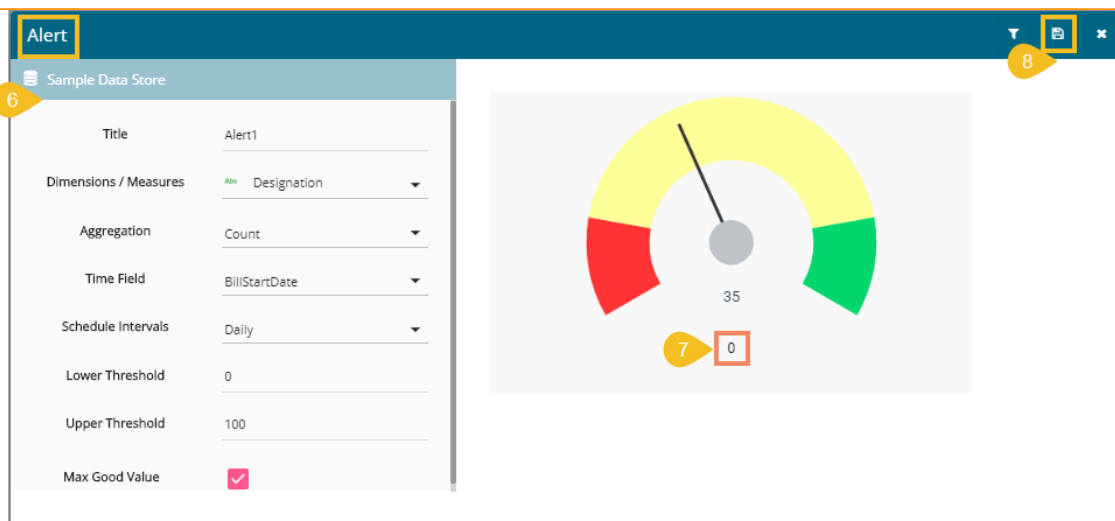 Alert
8
Sample Data Store
6
Title
Alert1
Dimensions / Measures
Abc Designation
Aggregation
Count
Time Field
BillStartDate
Schedule Intervals
Daily
Lower Threshold
0
Upper Threshold
100
Max Good Value
35
7
0